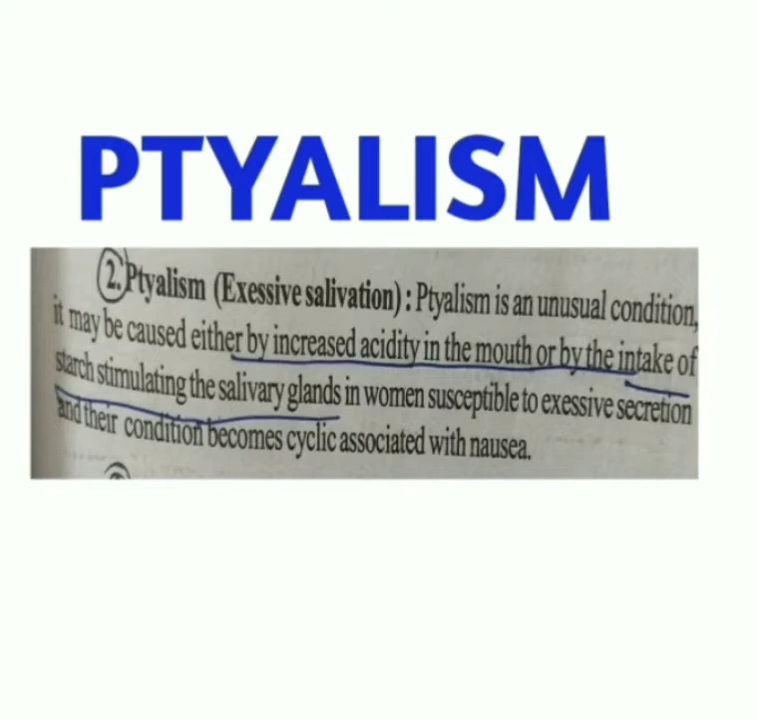 PTYALISM
2. Ptyalism (Exessive salivation) : Ptyalism is an unusual condition,
it may be caused either by increased acidity in the mouth or by the intake of
starch stimulating the salivary glands in women susceptible to exessive secretion
and their condition becomes cyclic associated with nausea.